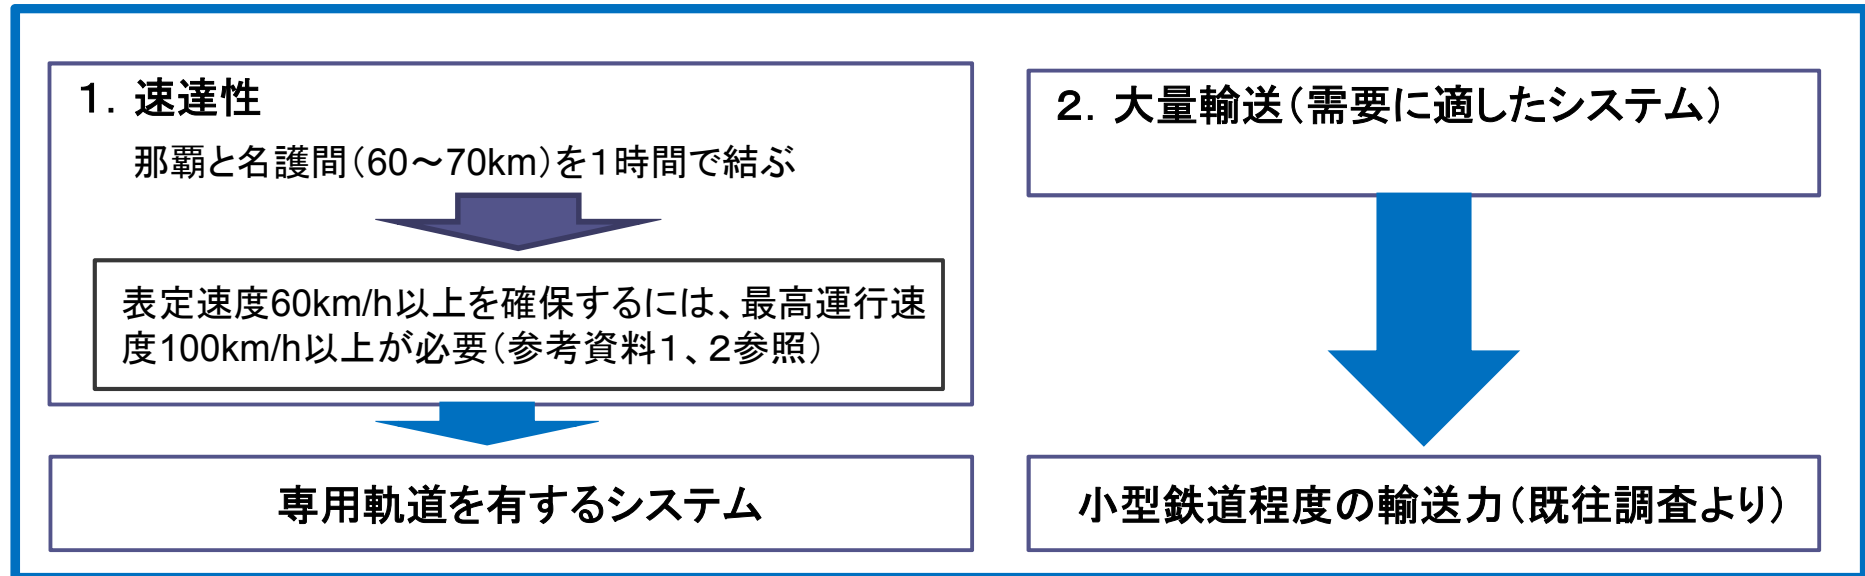 １．速達性
那覇と名護間（60～70km）を１時間で結ぶ
表定速度60km/h以上を確保するには、最高運行速
度100km/h以上が必要（参考資料１、２参照）
専用軌道を有するシステム
２．大量輸送（需要に適したシステム）
小型鉄道程度の輸送力（既往調査より）